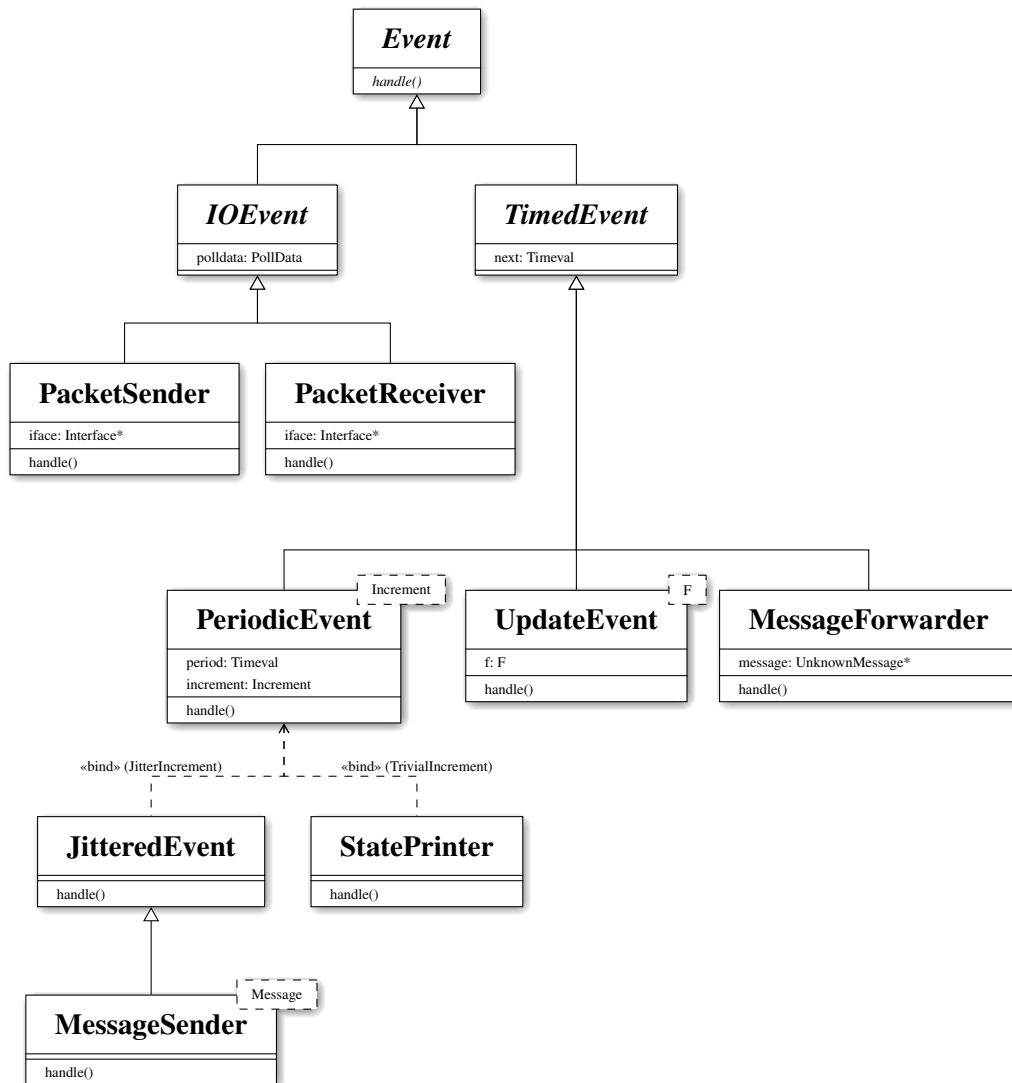 Event
handle()
IOEvent
polldata: PollData
TimedEvent
next: Timeval
PacketSender
iface: Interface*
handle()
PacketReceiver
iface: Interface*
handle()
Increment
PeriodicEvent
period: Timeval
increment: Increment
handle()
F
UpdateEvent
f: F
handle()
MessageForwarder
message: UnknownMessage*
handle()
«bind» (JitterIncrement)
«bind» (TrivialIncrement)
JitteredEvent
handle()
StatePrinter
handle()
Message
MessageSender
handle()